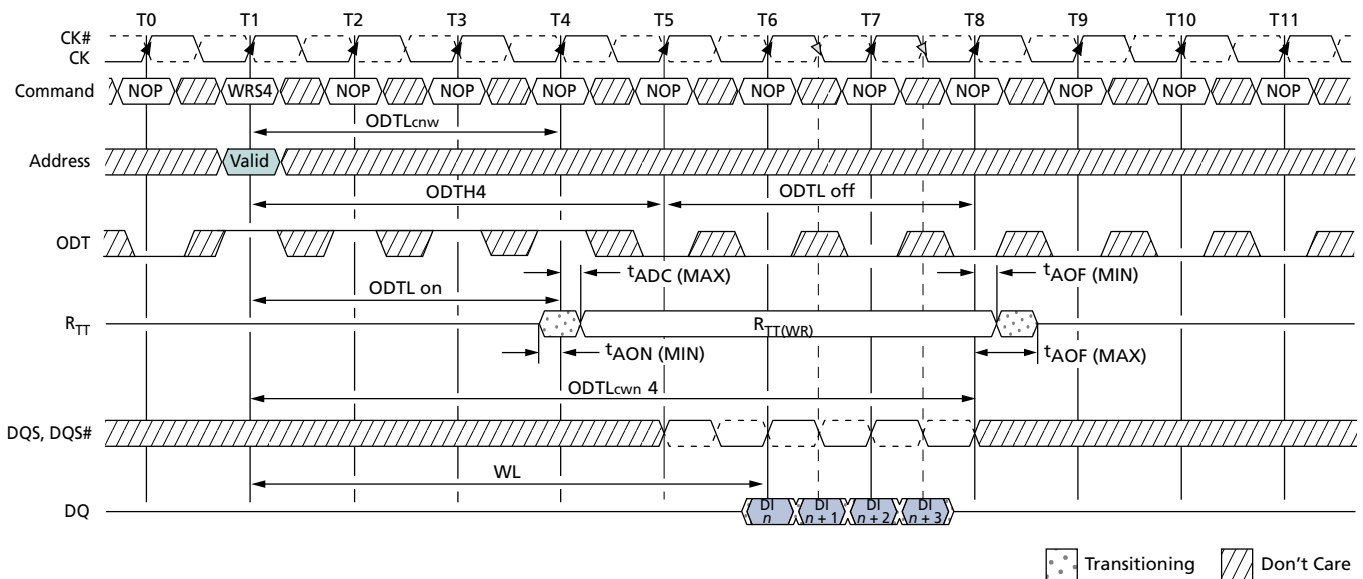 T0 T1 T2 T3 T4 T5 T6 T7 T8 T9 T10 T11
CK#
CK
Command NOP WRS4 NOP NOP NOP NOP NOP NOP NOP NOP NOP NOP
ODTLcnw
Address Valid
ODTH4 ODTL off
ODT
tADC (MAX) tAOF (MIN)
ODTL on
RTT RTT(WR)
tAON (MIN) tAOF (MAX)
ODTLcwn 4
DQS, DQS#
WL
DQ DI n DI n + 1 DI n + 2 DI n + 3
Transitioning Don't Care